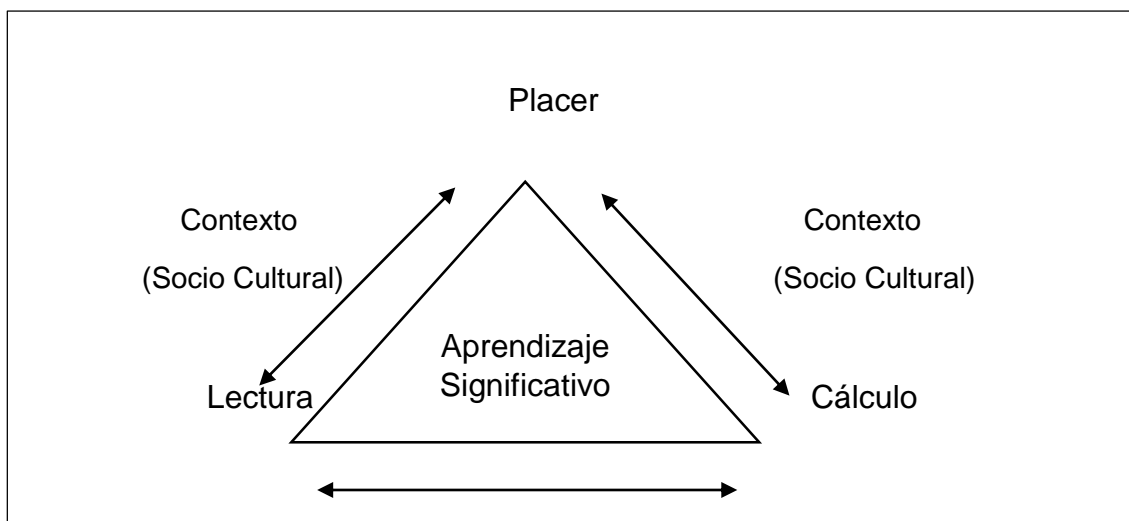 Placer
Contexto
(Socio Cultural)
Contexto
(Socio Cultural)
Aprendizaje
Significativo
Lectura
Cálculo